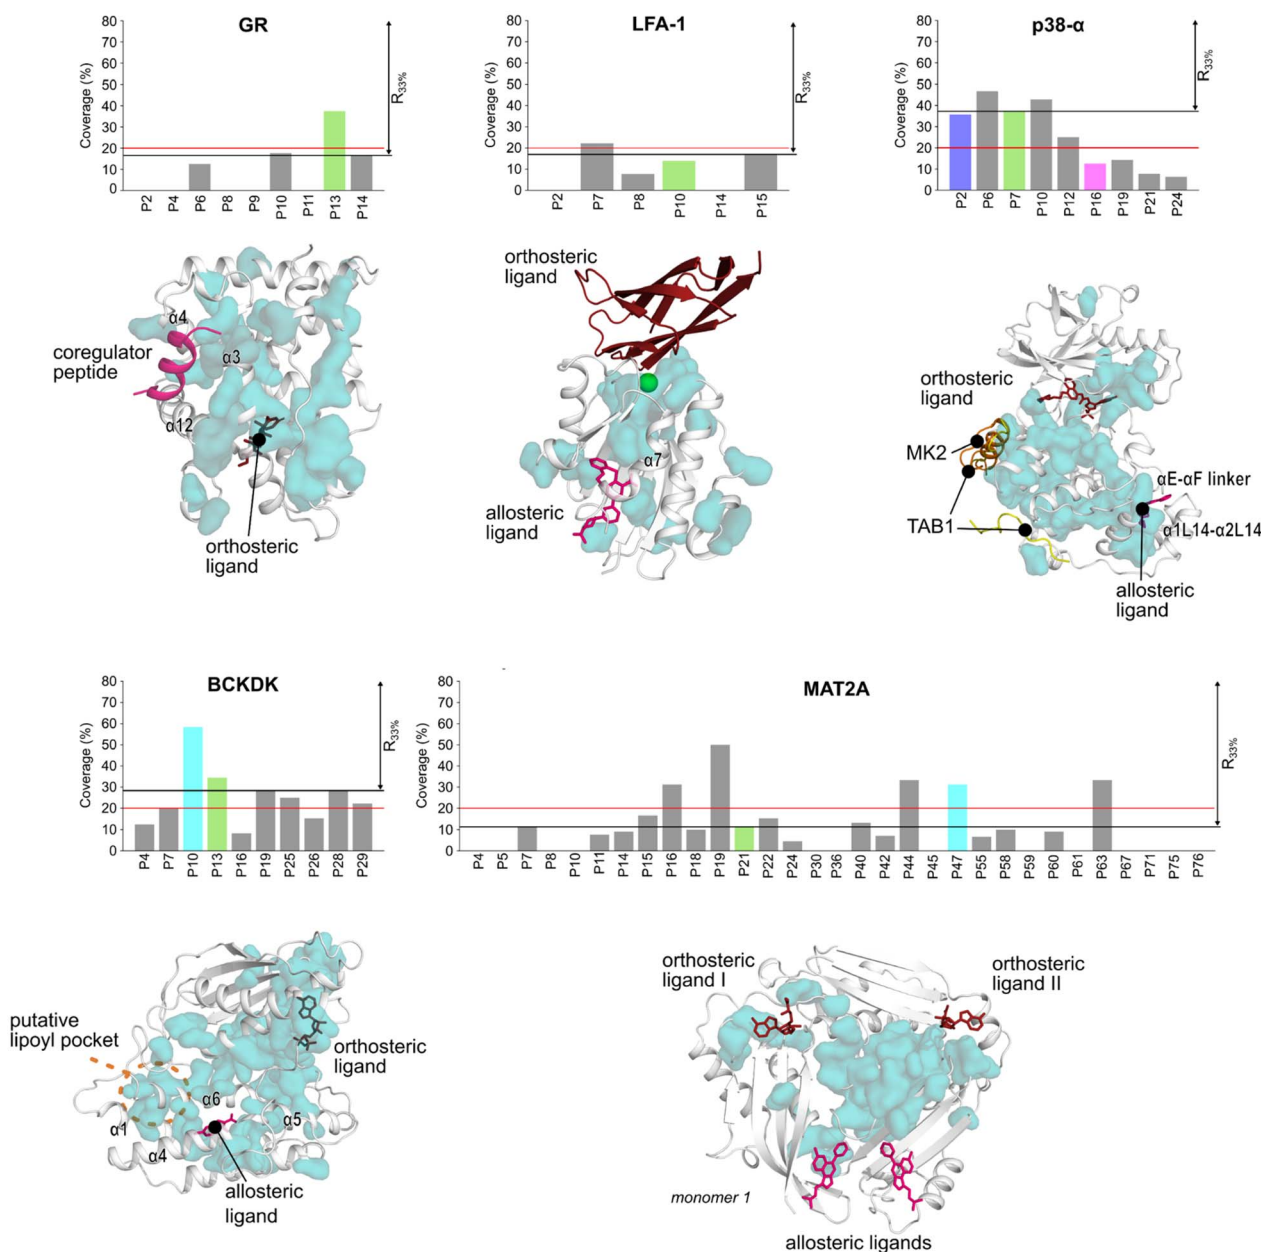 GR
Coverage (%)
80
70
60
50
40
30
20
10
0
P2 P4 P6 P8 P9 P10 P11 P13 P14
R33%
LFA-1
Coverage (%)
80
70
60
50
40
30
20
10
0
P2 P7 P8 P10 P14 P15
R33%
p38-α
Coverage (%)
80
70
60
50
40
30
20
10
0
P2 P6 P7 P10 P12 P16 P19 P21 P24
R33%
α4
coregulator
peptide
α3
α12
orthosteric
ligand
orthosteric
ligand
α7
allosteric
ligand
orthosteric
ligand
MK2
αE-αF linker
TAB1
α1L14-α2L14
allosteric
ligand
BCKDK
Coverage (%)
80
70
60
50
40
30
20
10
0
P4 P7 P10 P13 P16 P19 P25 P26 P28 P29
R33%
MAT2A
Coverage (%)
80
70
60
50
40
30
20
10
0
P4 P5 P7 P8 P10 P11 P14 P15 P16 P18 P19 P21 P22 P24 P30 P36 P40 P42 P44 P45 P47 P55 P58 P59 P60 P61 P63 P67 P71 P75 P76
R33%
putative
lipoyl pocket
orthosteric
ligand
α6
α1
α5
α4
allosteric
ligand
orthosteric
ligand I
orthosteric
ligand II
monomer 1
allosteric ligands